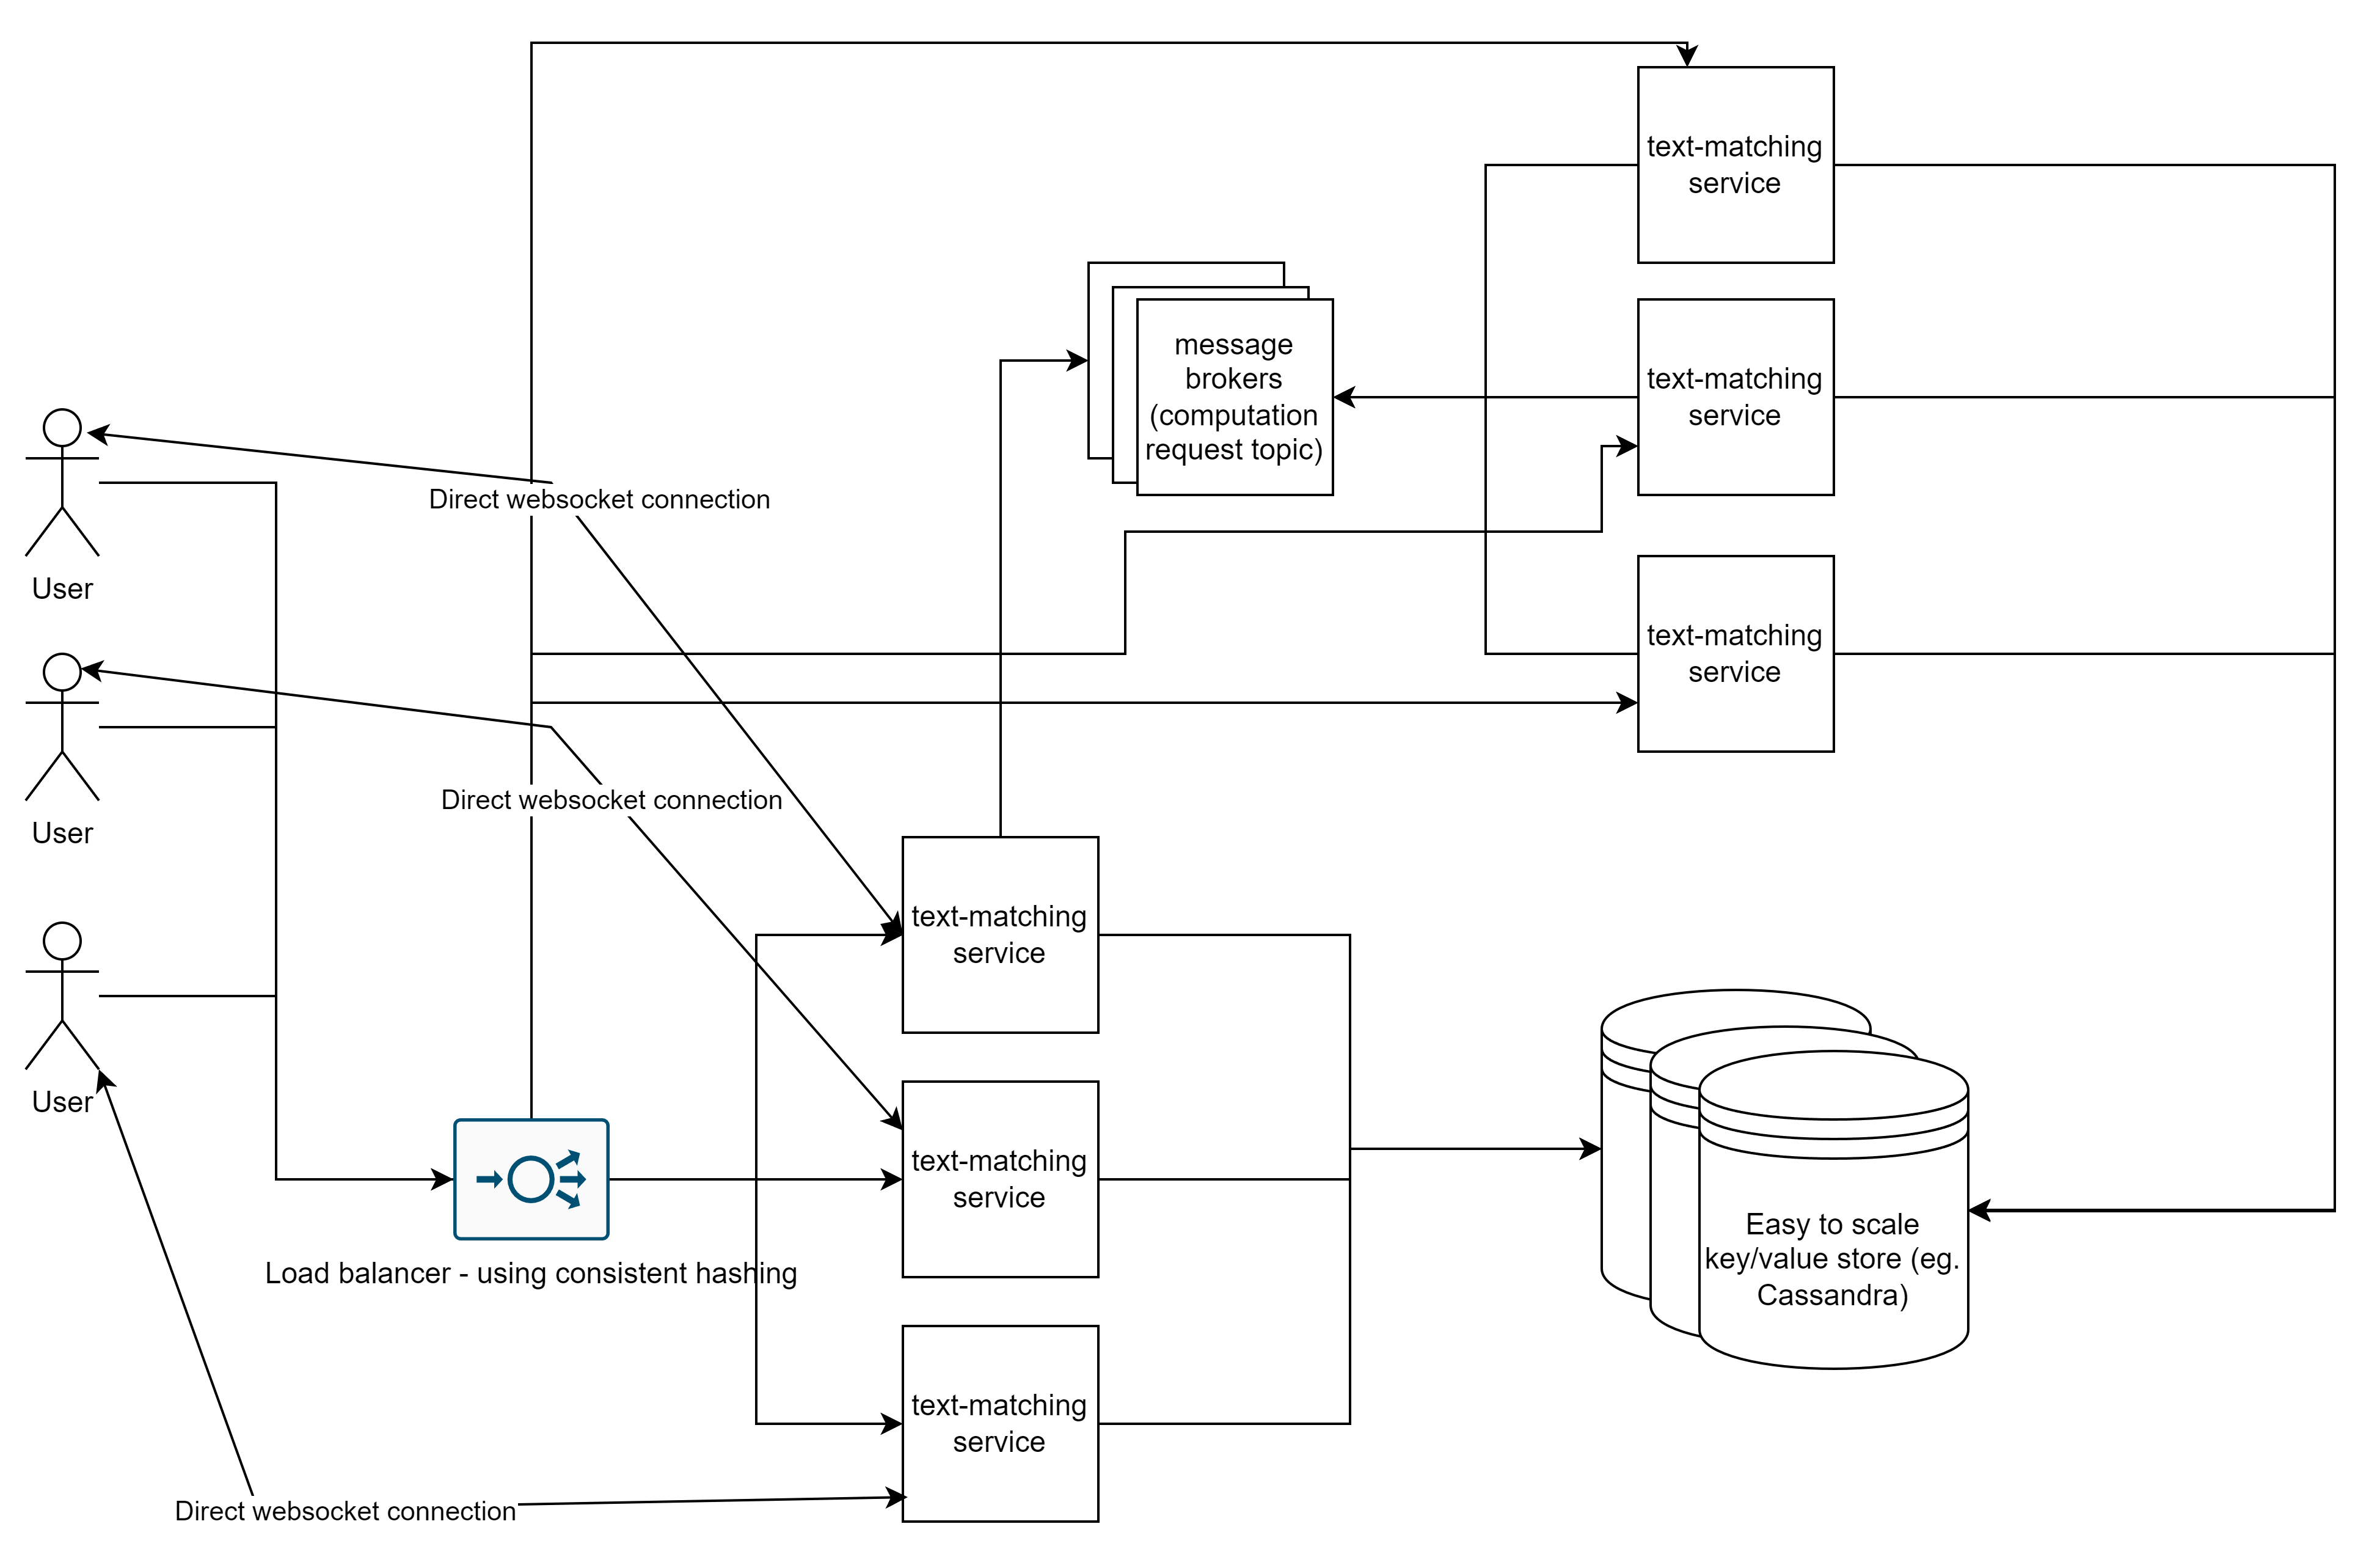 text-matching
service
message
brokers
(computation
request topic)
text-matching
service
Direct websocket connection
User
text-matching
service
Direct websocket connection
User
text-matching
service
User
text-matching
service
Load balancer - using consistent hashing
Easy to scale
key/value store (eg.
Cassandra)
text-matching
service
Direct websocket connection